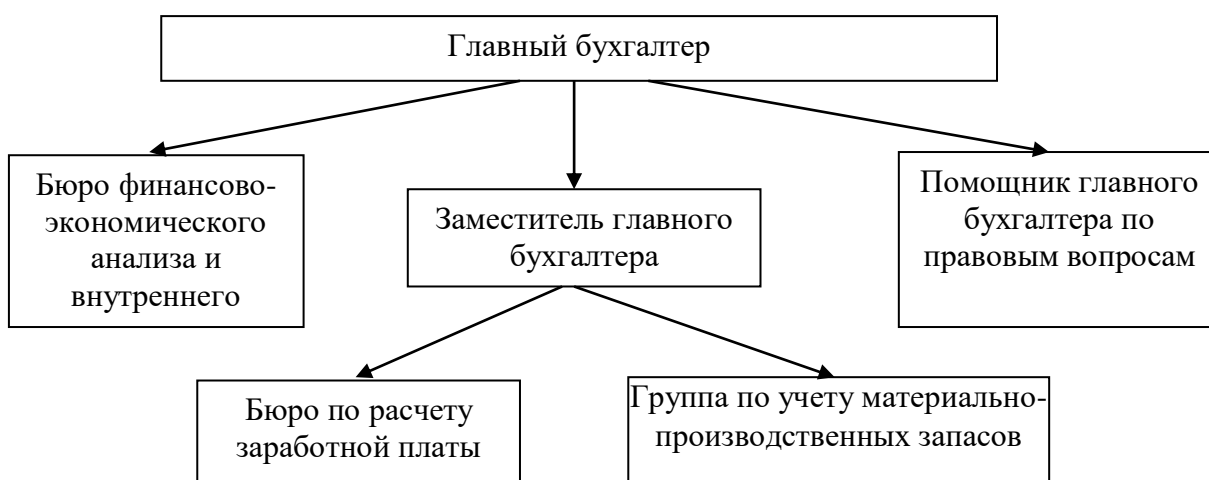 Главный бухгалтер
Бюро финансово-
экономического
анализа и
внутреннего
Заместитель главного
бухгалтера
Помощник главного
бухгалтера по
правовым вопросам
Бюро по расчету
заработной платы
Группа по учету материально-
производственных запасов